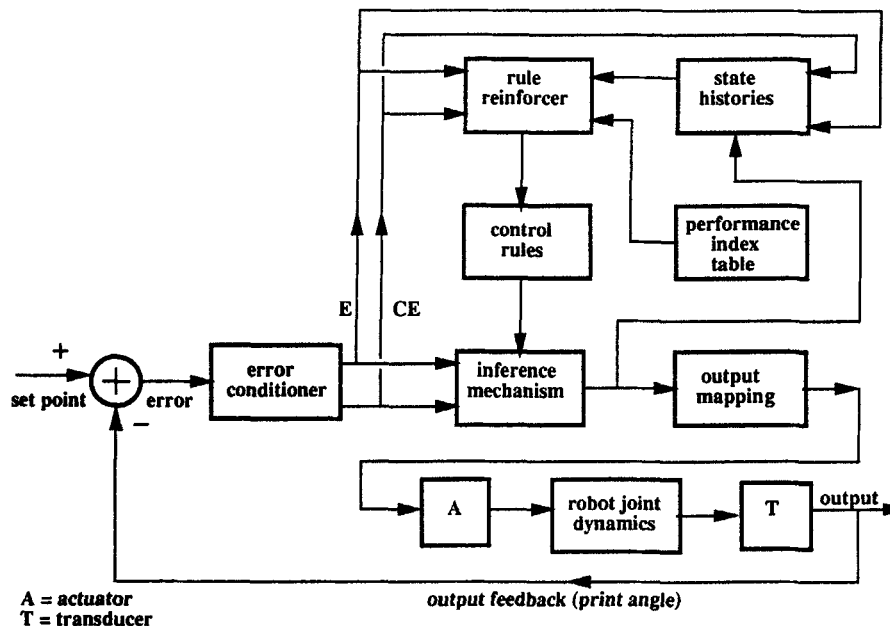 rule
reinforcer
state
histories
control
rules
performance
index
table
E
CE
+
set point
+
error
−
error
conditioner
inference
mechanism
output
mapping
A
robot joint
dynamics
T
output
output feedback (print angle)
A = actuator
T = transducer